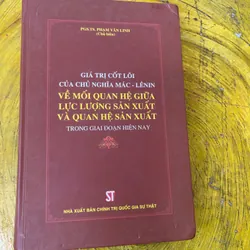 PGS.TS. PHẠM VĂN LINH
(Chủ biên)
GIÁ TRỊ CỐT LÕI
CỦA CHỦ NGHĨA MÁC - LÊNIN
VỀ MỐI QUAN HỆ GIỮA
LỰC LƯỢNG SẢN XUẤT
VÀ QUAN HỆ SẢN XUẤT
TRONG GIAI ĐOẠN HIỆN NAY
ST
NHÀ XUẤT BẢN CHÍNH TRỊ QUỐC GIA SỰ THẬT